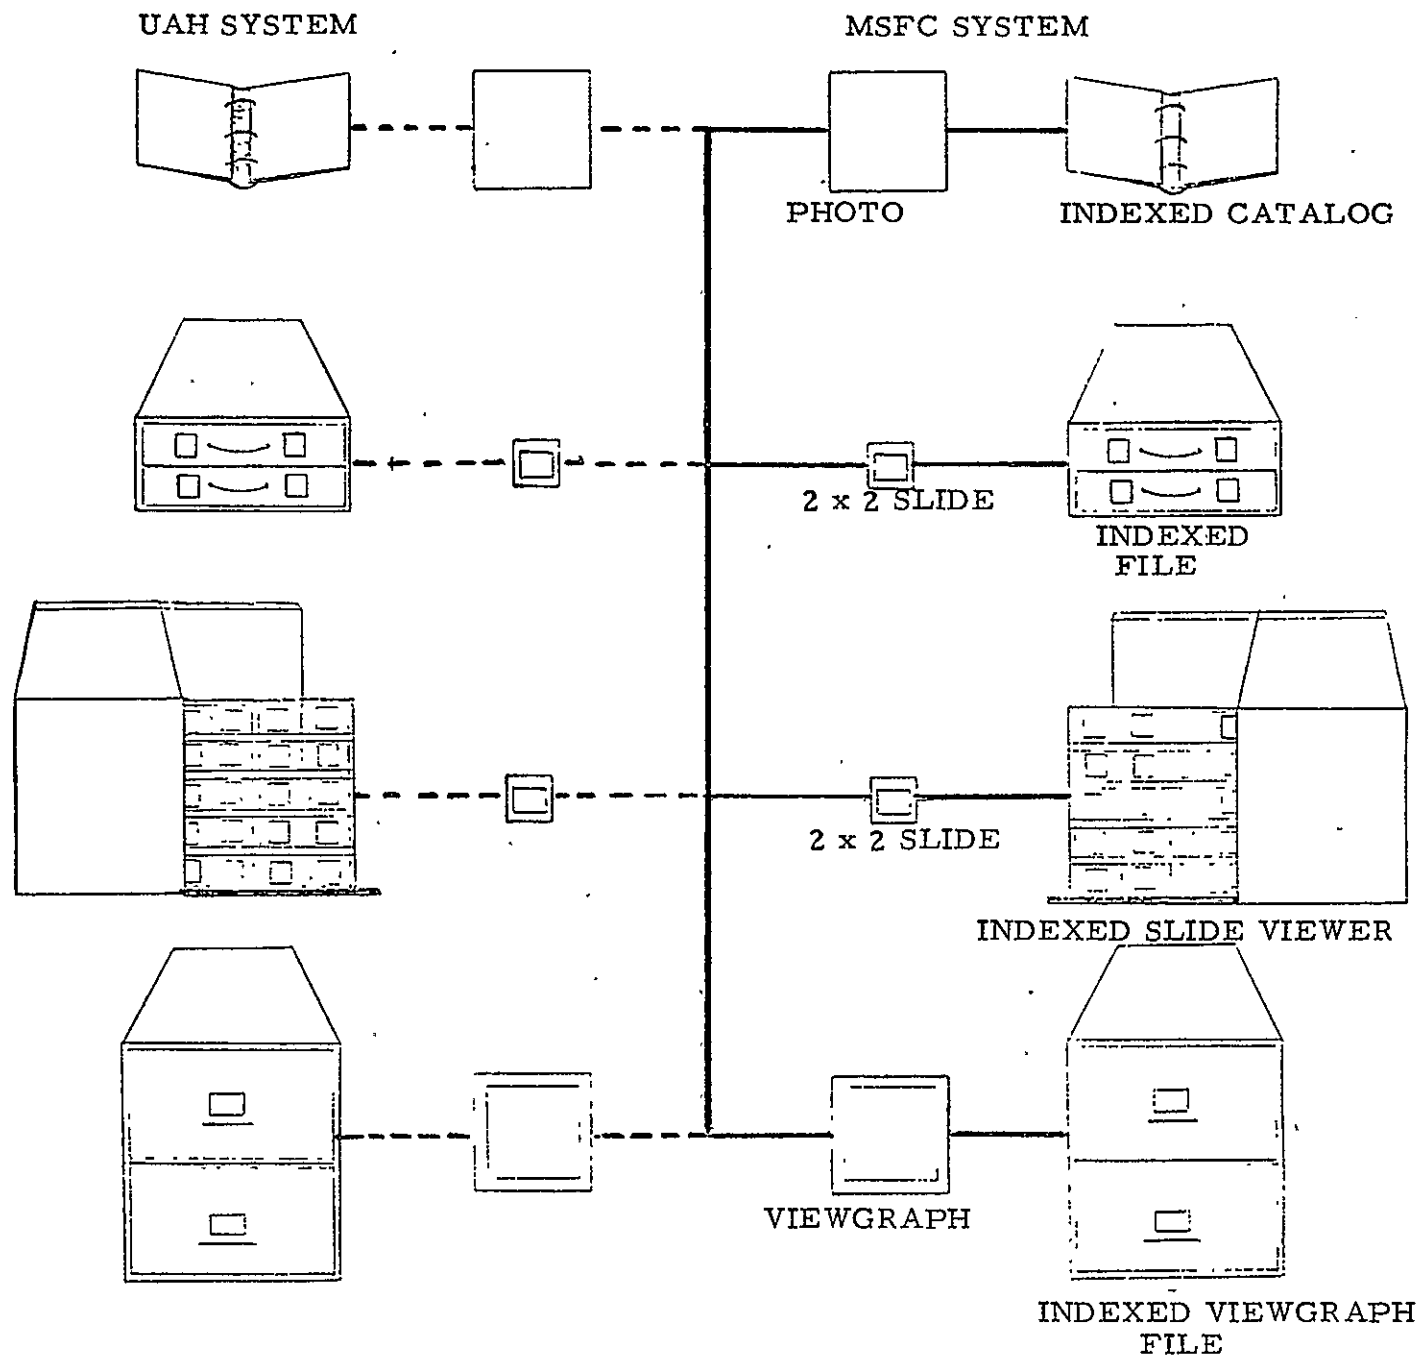 UAH SYSTEM
MSFC SYSTEM
PHOTO
INDEXED CATALOG
2 x 2 SLIDE
INDEXED
FILE
2 x 2 SLIDE
INDEXED SLIDE VIEWER
VIEWGRAPH
INDEXED VIEWGRAPH
FILE